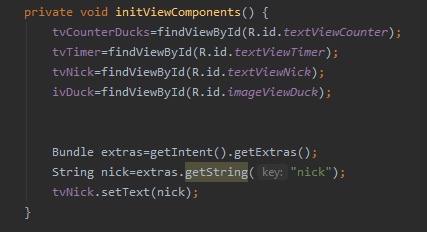 private void initViewComponents() {
tvCounterDucks=findViewById(R.id.textViewCounter);
tvTimer=findViewById(R.id.textViewTimer);
tvNick=findViewById(R.id.textViewNick);
ivDuck=findViewById(R.id.imageViewDuck);
Bundle extras=getIntent().getExtras();
String nick=extras.getString( key: "nick");
tvNick.setText(nick);
}